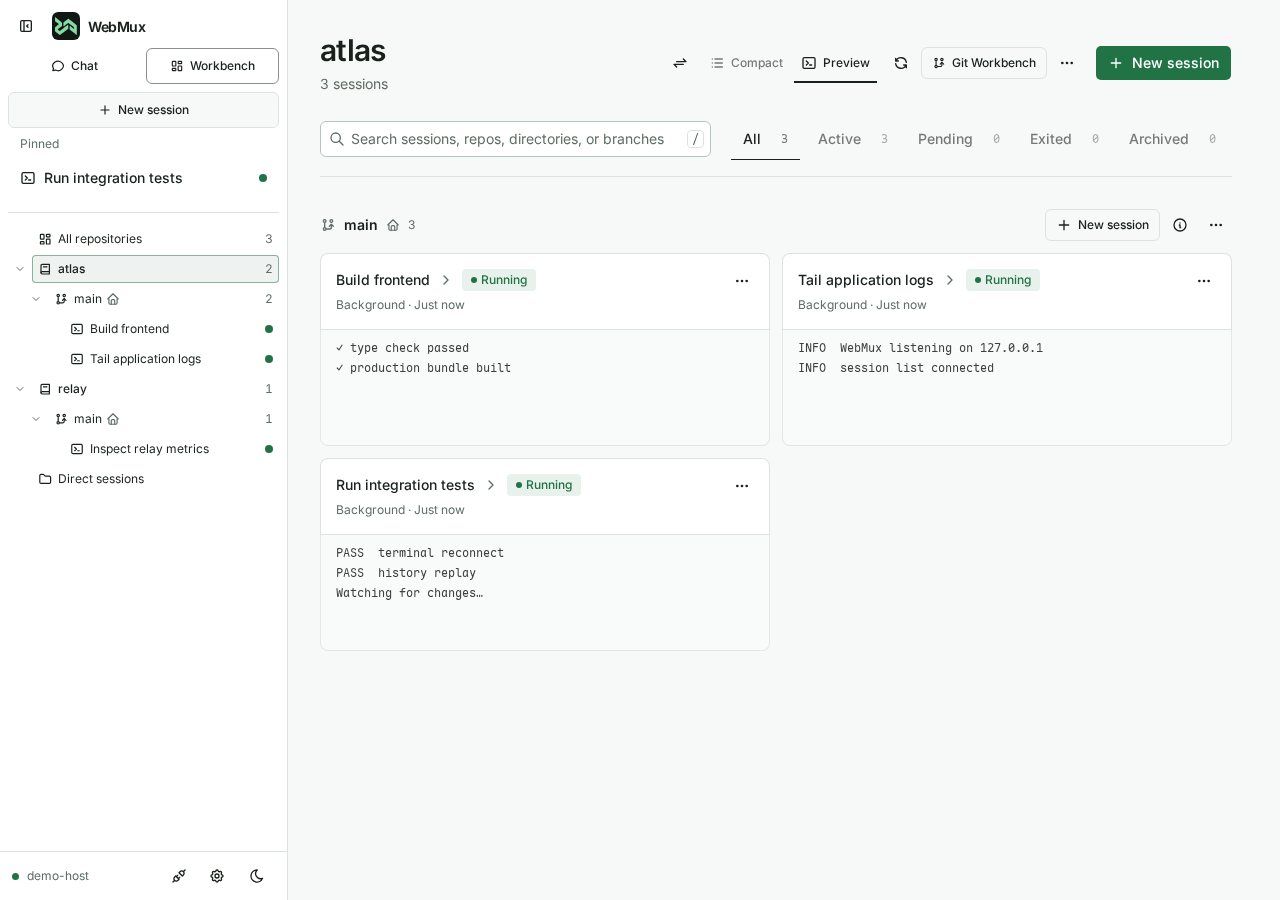 WebMux
Chat
Workbench
New session
Pinned
Run integration tests
All repositories 3
atlas 2
main 2
Build frontend
Tail application logs
relay 1
main 1
Inspect relay metrics
Direct sessions
demo-host
atlas
3 sessions
Compact
Preview
Git Workbench
New session
Search sessions, repos, directories, or branches /
All 3
Active 3
Pending 0
Exited 0
Archived 0
main 3
New session
Build frontend
Running
Background · Just now
✓ type check passed
✓ production bundle built
Tail application logs
Running
Background · Just now
INFO WebMux listening on 127.0.0.1
INFO session list connected
Run integration tests
Running
Background · Just now
PASS terminal reconnect
PASS history replay
Watching for changes…